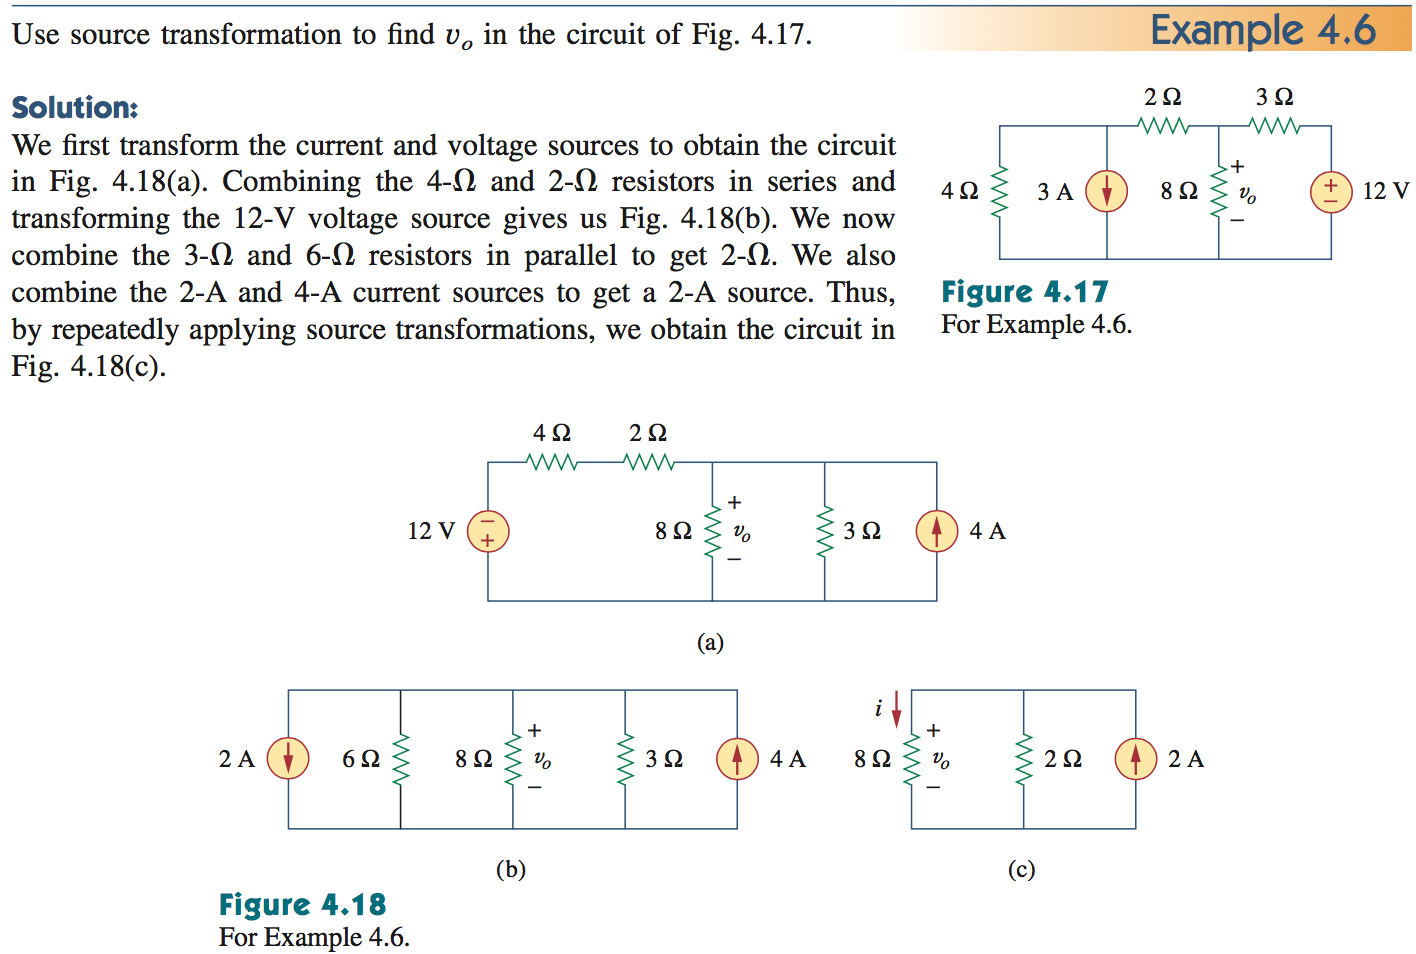 Use source transformation to find vₒ in the circuit of Fig. 4.17.
Example 4.6
Solution:
We first transform the current and voltage sources to obtain the circuit
in Fig. 4.18(a). Combining the 4-Ω and 2-Ω resistors in series and
transforming the 12-V voltage source gives us Fig. 4.18(b). We now
combine the 3-Ω and 6-Ω resistors in parallel to get 2-Ω. We also
combine the 2-A and 4-A current sources to get a 2-A source. Thus,
by repeatedly applying source transformations, we obtain the circuit in
Fig. 4.18(c).
2 Ω 3 Ω
4 Ω 3 A 8 Ω + vₒ − + − 12 V
Figure 4.17
For Example 4.6.
4 Ω 2 Ω
12 V − + 8 Ω + vₒ − 3 Ω 4 A
(a)
2 A 6 Ω 8 Ω + vₒ − 3 Ω 4 A
(b)
i
8 Ω + vₒ − 2 Ω 2 A
(c)
Figure 4.18
For Example 4.6.